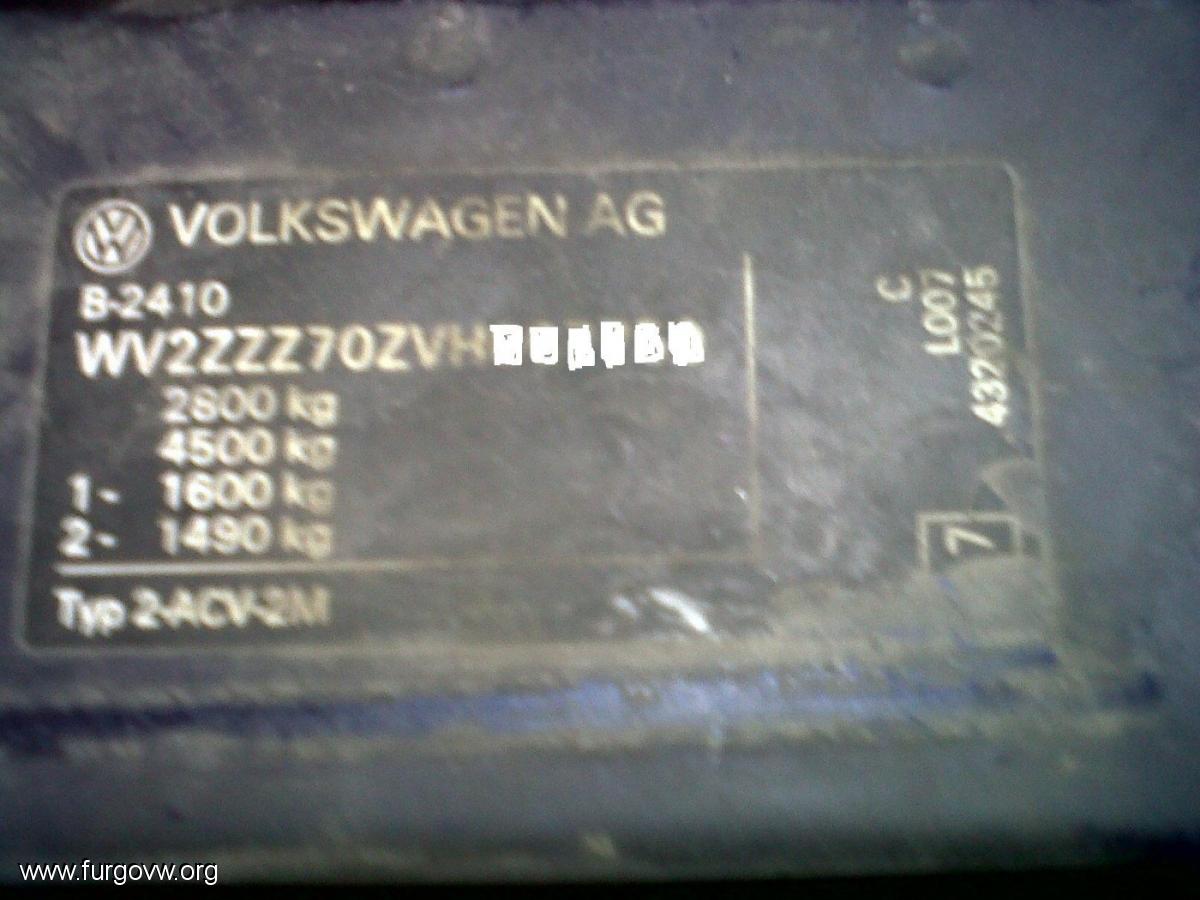 VOLKSWAGEN AG
B-2410
WV2ZZZ70ZVH
2800 kg
4500 kg
1- 1600 kg
2- 1490 kg
Typ 2-ACV-2M
C
L007
43202245
7
www.furgovw.org